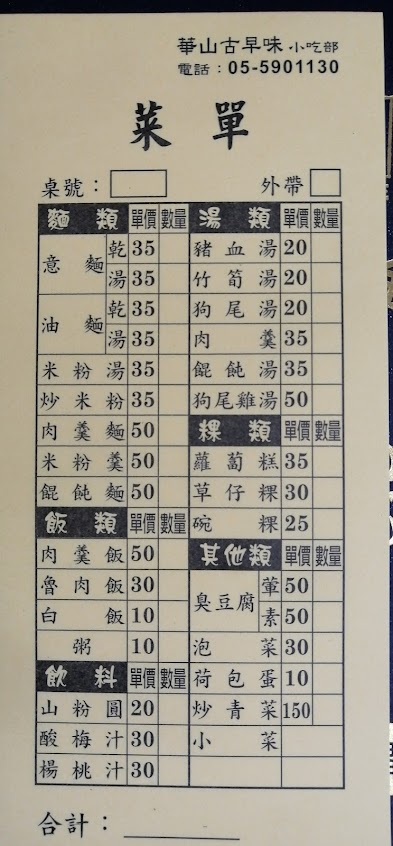 華山古早味 小吃部
電話：05-5901130
菜單
桌號：
外帶
麵類 單價 數量
意麵 乾 35
湯 35
油麵 乾 35
湯 35
米粉湯 35
炒米粉 35
肉羹麵 50
米粉羹 50
餛飩麵 50
飯類 單價 數量
肉羹飯 50
魯肉飯 30
白飯 10
粥 10
飲料 單價 數量
山粉圓 20
酸梅汁 30
楊桃汁 30
湯類 單價 數量
豬血湯 20
竹筍湯 20
狗尾湯 20
肉羹 35
餛飩湯 35
狗尾雞湯 50
粿類 單價 數量
蘿蔔糕 35
草仔粿 30
碗粿 25
其他類 單價 數量
臭豆腐 葷 50
素 50
泡菜 30
荷包蛋 10
炒青菜 150
小菜
合計：